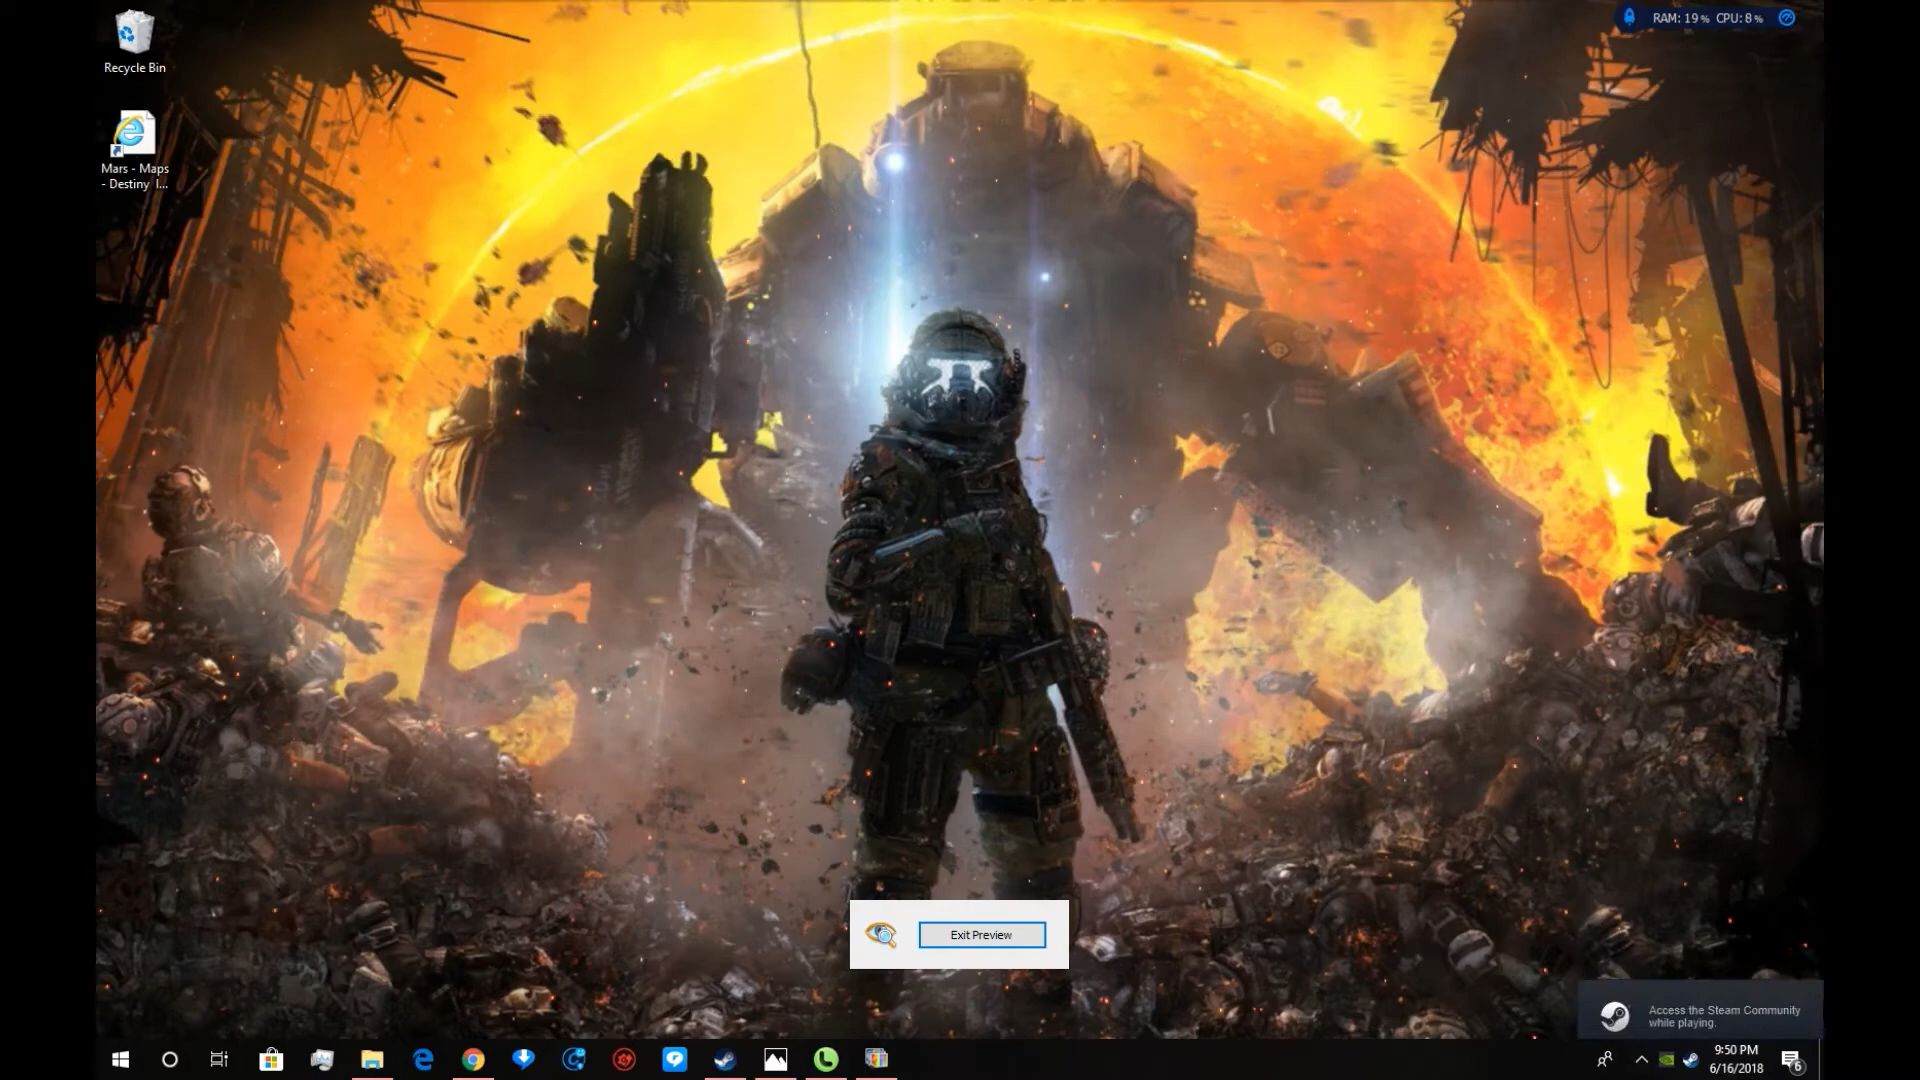 RAM: 19% CPU: 8%
Recycle Bin
Mars - Maps
- Destiny I...
Exit Preview
Access the Steam Community
while playing.
9:50 PM
6/16/2018
6